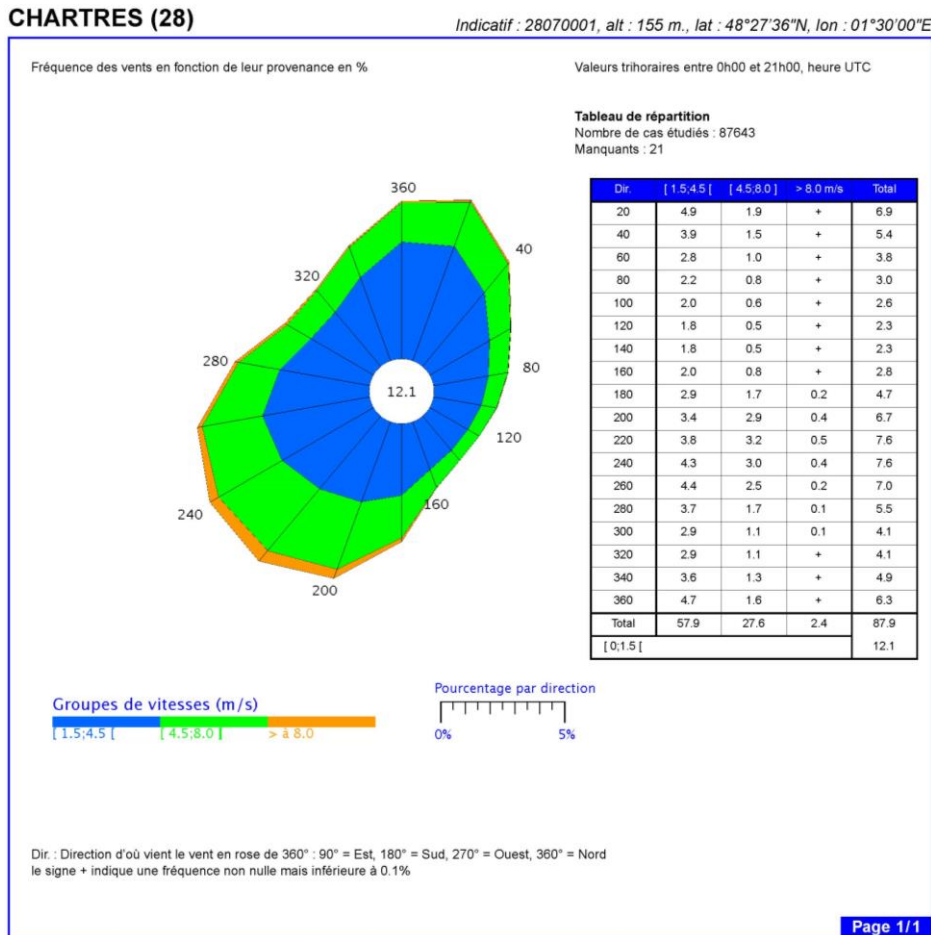 CHARTRES (28)
Indicatif : 28070001, alt : 155 m., lat : 48°27'36"N, lon : 01°30'00"E
Fréquence des vents en fonction de leur provenance en %
Valeurs trihoraires entre 0h00 et 21h00, heure UTC
Tableau de répartition
Nombre de cas étudiés : 87643
Manquants : 21
360
40
320
280
80
12.1
120
160
240
200
Dir. [ 1.5;4.5 [ [ 4.5;8.0 ] > 8.0 m/s Total
20 4.9 1.9 + 6.9
40 3.9 1.5 + 5.4
60 2.8 1.0 + 3.8
80 2.2 0.8 + 3.0
100 2.0 0.6 + 2.6
120 1.8 0.5 + 2.3
140 1.8 0.5 + 2.3
160 2.0 0.8 + 2.8
180 2.9 1.7 0.2 4.7
200 3.4 2.9 0.4 6.7
220 3.8 3.2 0.5 7.6
240 4.3 3.0 0.4 7.6
260 4.4 2.5 0.2 7.0
280 3.7 1.7 0.1 5.5
300 2.9 1.1 0.1 4.1
320 2.9 1.1 + 4.1
340 3.6 1.3 + 4.9
360 4.7 1.6 + 6.3
Total 57.9 27.6 2.4 87.9
[ 0;1.5 [ 12.1
Groupes de vitesses (m/s)
[ 1.5;4.5 [ [ 4.5;8.0 [ > à 8.0
Pourcentage par direction
0% 5%
Dir. : Direction d'où vient le vent en rose de 360° : 90° = Est, 180° = Sud, 270° = Ouest, 360° = Nord
le signe + indique une fréquence non nulle mais inférieure à 0.1%
Page 1/1